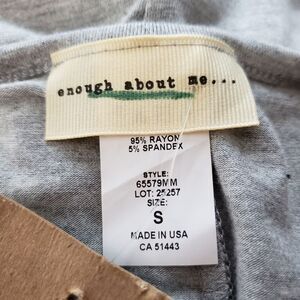 enough about me...
95% RAYON
5% SPANDEX
STYLE:
65579MM
LOT: 25257
SIZE:
S
MADE IN USA
CA 51443